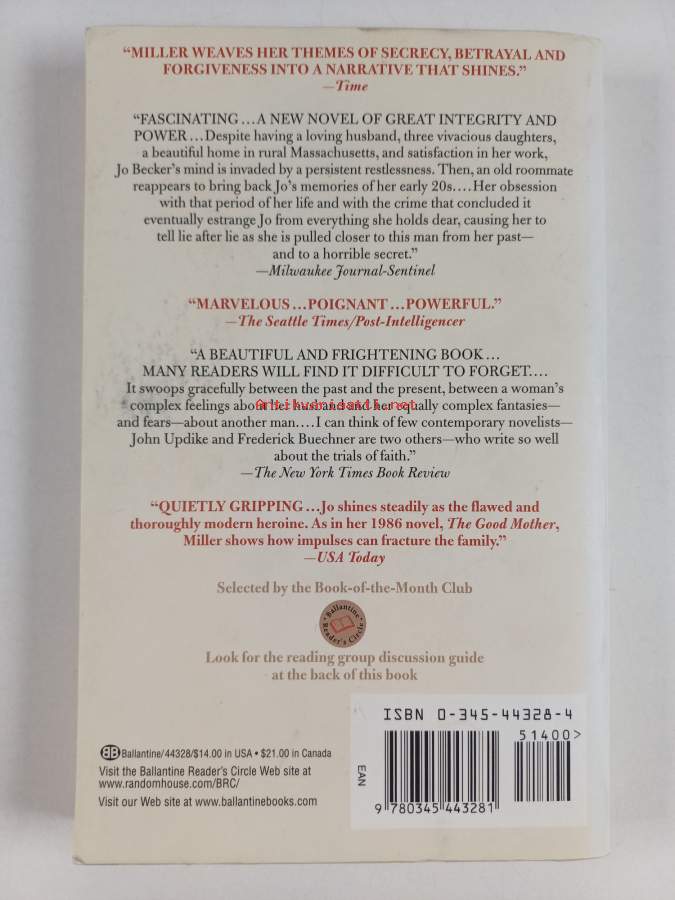 “MILLER WEAVES HER THEMES OF SECRECY, BETRAYAL AND
FORGIVENESS INTO A NARRATIVE THAT SHINES.”
—Time
“FASCINATING...A NEW NOVEL OF GREAT INTEGRITY AND
POWER...Despite having a loving husband, three vivacious daughters,
a beautiful home in rural Massachusetts, and satisfaction in her work,
Jo Becker’s mind is invaded by a persistent restlessness. Then, an old roommate
reappears to bring back Jo’s memories of her early 20s....Her obsession
with that period of her life and with the crime that concluded it
eventually estrange Jo from everything she holds dear, causing her to
tell lie after lie as she is pulled closer to this man from her past—
and to a horrible secret.”
—Milwaukee Journal-Sentinel
“MARVELOUS...POIGNANT...POWERFUL.”
—The Seattle Times/Post-Intelligencer
“A BEAUTIFUL AND FRIGHTENING BOOK...
MANY READERS WILL FIND IT DIFFICULT TO FORGET....
It swoops gracefully between the past and the present, between a woman’s
complex feelings about her husband and her equally complex fantasies—
and fears—about another man....I can think of few contemporary novelists—
John Updike and Frederick Buechner are two others—who write so well
about the trials of faith.”
—The New York Times Book Review
“QUIETLY GRIPPING...Jo shines steadily as the flawed and
thoroughly modern heroine. As in her 1986 novel, The Good Mother,
Miller shows how impulses can fracture the family.”
—USA Today
Selected by the Book-of-the-Month Club
Ballantine
Reader’s Circle
Look for the reading group discussion guide
at the back of this book
ISBN 0-345-44328-4
51400>
EAN
9 780345 443281
BB Ballantine/44328/$14.00 in USA • $21.00 in Canada
Visit the Ballantine Reader’s Circle Web site at
www.randomhouse.com/BRC/
Visit our Web site at www.ballantinebooks.com